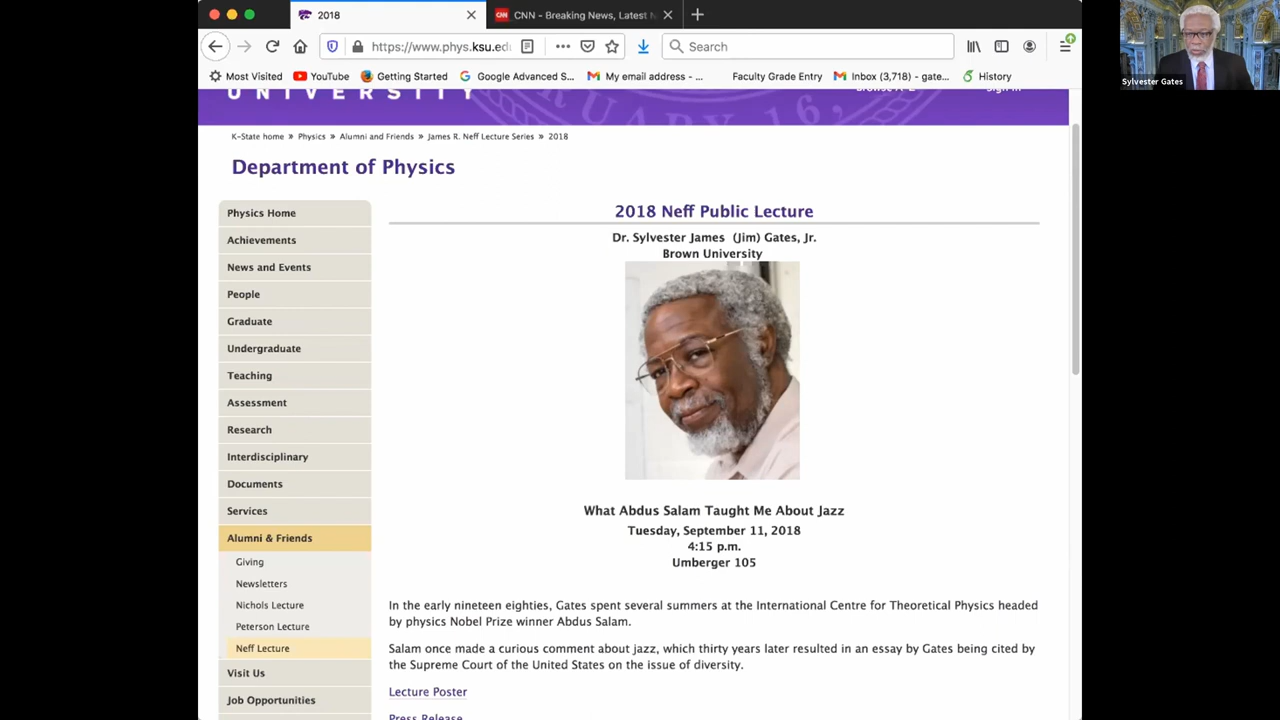 2018
CNN - Breaking News, Latest N
https://www.phys.ksu.edu
Search
Most Visited
YouTube
Getting Started
Google Advanced S...
My email address - ...
Faculty Grade Entry
Inbox (3,718) - gate...
History
Sylvester Gates
UNIVERSITY
K-State home » Physics » Alumni and Friends » James R. Neff Lecture Series » 2018
Department of Physics
Physics Home
Achievements
News and Events
People
Graduate
Undergraduate
Teaching
Assessment
Research
Interdisciplinary
Documents
Services
Alumni & Friends
Giving
Newsletters
Nichols Lecture
Peterson Lecture
Neff Lecture
Visit Us
Job Opportunities
2018 Neff Public Lecture
Dr. Sylvester James (Jim) Gates, Jr.
Brown University
What Abdus Salam Taught Me About Jazz
Tuesday, September 11, 2018
4:15 p.m.
Umberger 105
In the early nineteen eighties, Gates spent several summers at the International Centre for Theoretical Physics headed
by physics Nobel Prize winner Abdus Salam.
Salam once made a curious comment about jazz, which thirty years later resulted in an essay by Gates being cited by
the Supreme Court of the United States on the issue of diversity.
Lecture Poster
Press Release